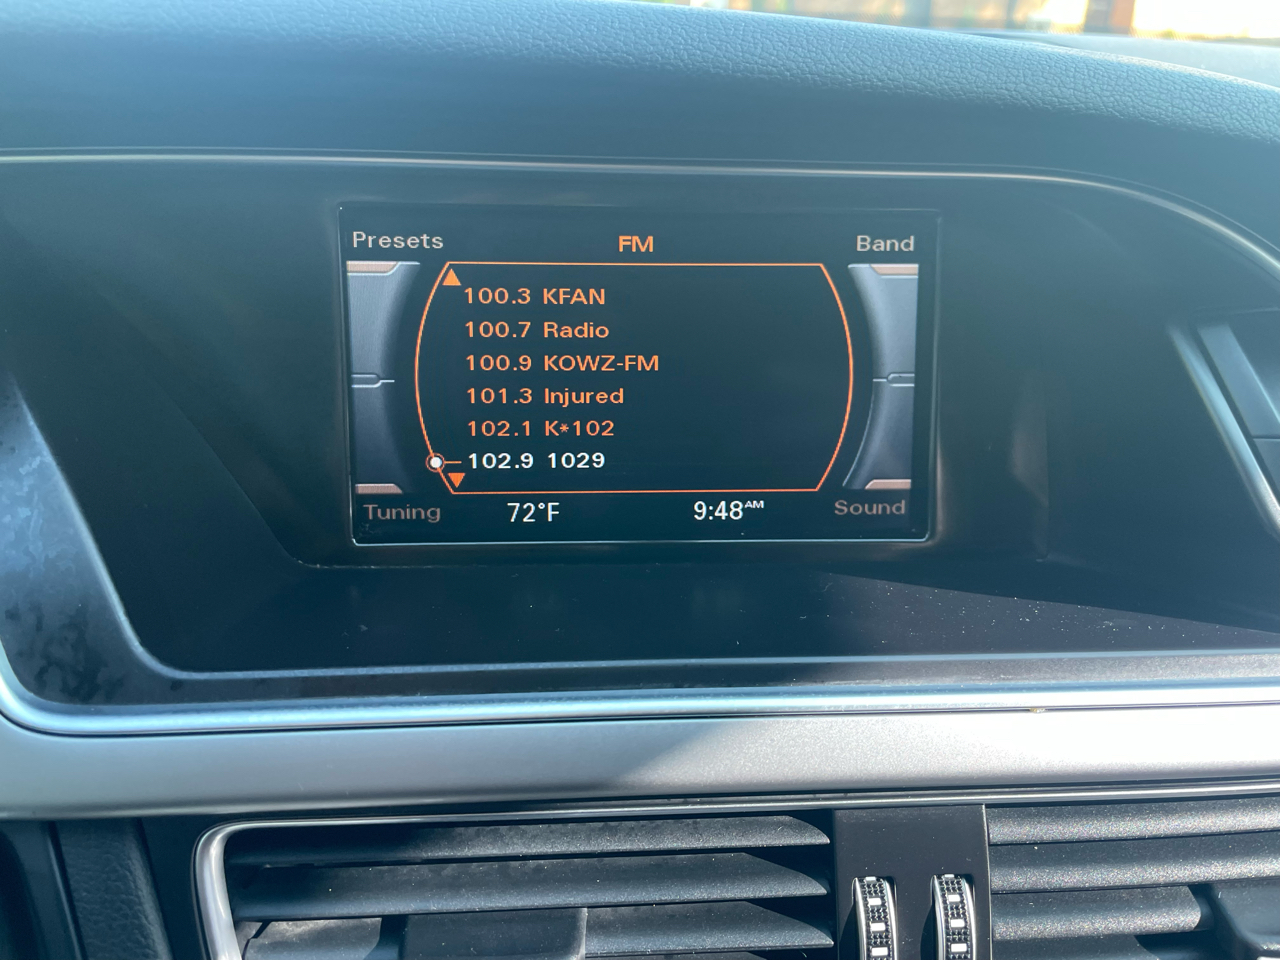 Presets FM Band
100.3 KFAN
100.7 Radio
100.9 KOWZ-FM
101.3 Injured
102.1 K*102
102.9 1029
Tuning 72°F 9:48AM Sound